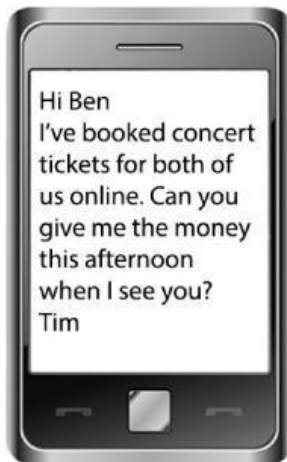 Hi Ben
I've booked concert
tickets for both of
us online. Can you
give me the money
this afternoon
when I see you?
Tim